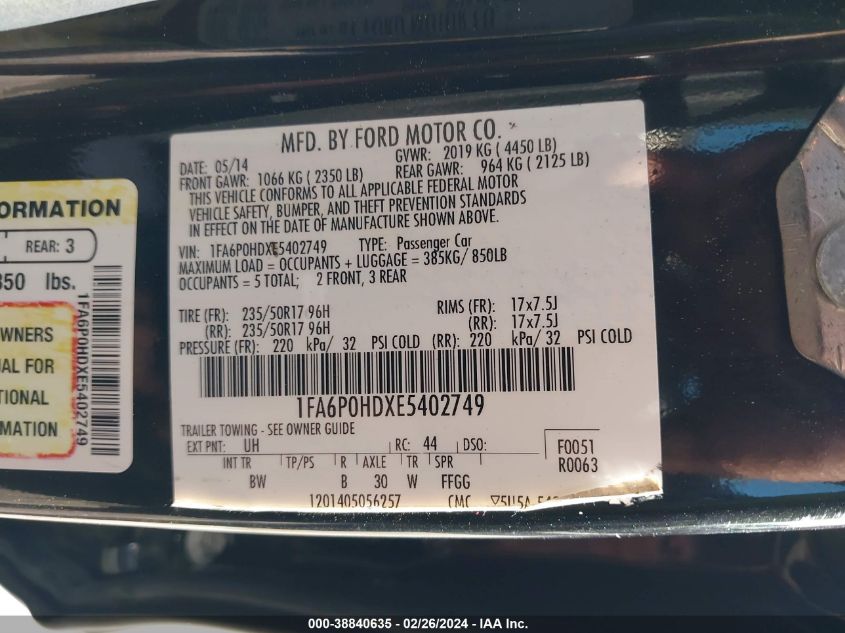 MFD. BY FORD MOTOR CO.
DATE: 05/14 GVWR: 2019 KG ( 4450 LB)
FRONT GAWR: 1066 KG ( 2350 LB) REAR GAWR: 964 KG ( 2125 LB)
THIS VEHICLE CONFORMS TO ALL APPLICABLE FEDERAL MOTOR
VEHICLE SAFETY, BUMPER, AND THEFT PREVENTION STANDARDS
IN EFFECT ON THE DATE OF MANUFACTURE SHOWN ABOVE.
VIN: 1FA6P0HDXE5402749 TYPE: Passenger Car
MAXIMUM LOAD = OCCUPANTS + LUGGAGE = 385KG/ 850LB
OCCUPANTS = 5 TOTAL; 2 FRONT, 3 REAR
TIRE (FR): 235/50R17 96H RIMS (FR): 17x7.5J
(RR): 235/50R17 96H (RR): 17x7.5J
PRESSURE (FR): 220 kPa/ 32 PSI COLD (RR): 220 kPa/ 32 PSI COLD
1FA6P0HDXE5402749
TRAILER TOWING - SEE OWNER GUIDE
EXT PNT: UH RC: 44 DSO: F0051
R0063
INT TR TP/PS R AXLE TR SPR
BW B 30 W FFGG
1201405056257 CMC
ORMATION
REAR: 3
850 lbs.
OWNERS
UAL FOR
TIONAL
RMATION
1FA6P0HDXE5402749
000-38840635 - 02/26/2024 - IAA Inc.